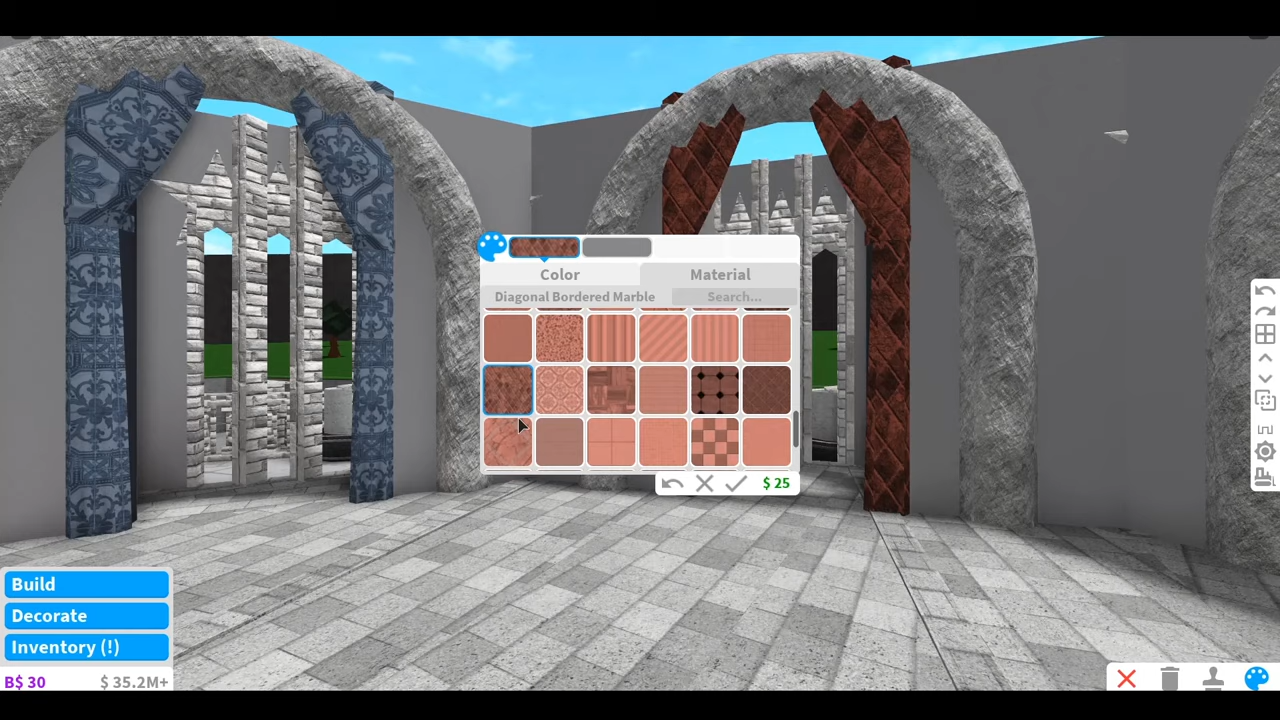 Color
Material
Diagonal Bordered Marble
Search...
$ 25
Build
Decorate
Inventory (!)
B$ 30
$ 35.2M+